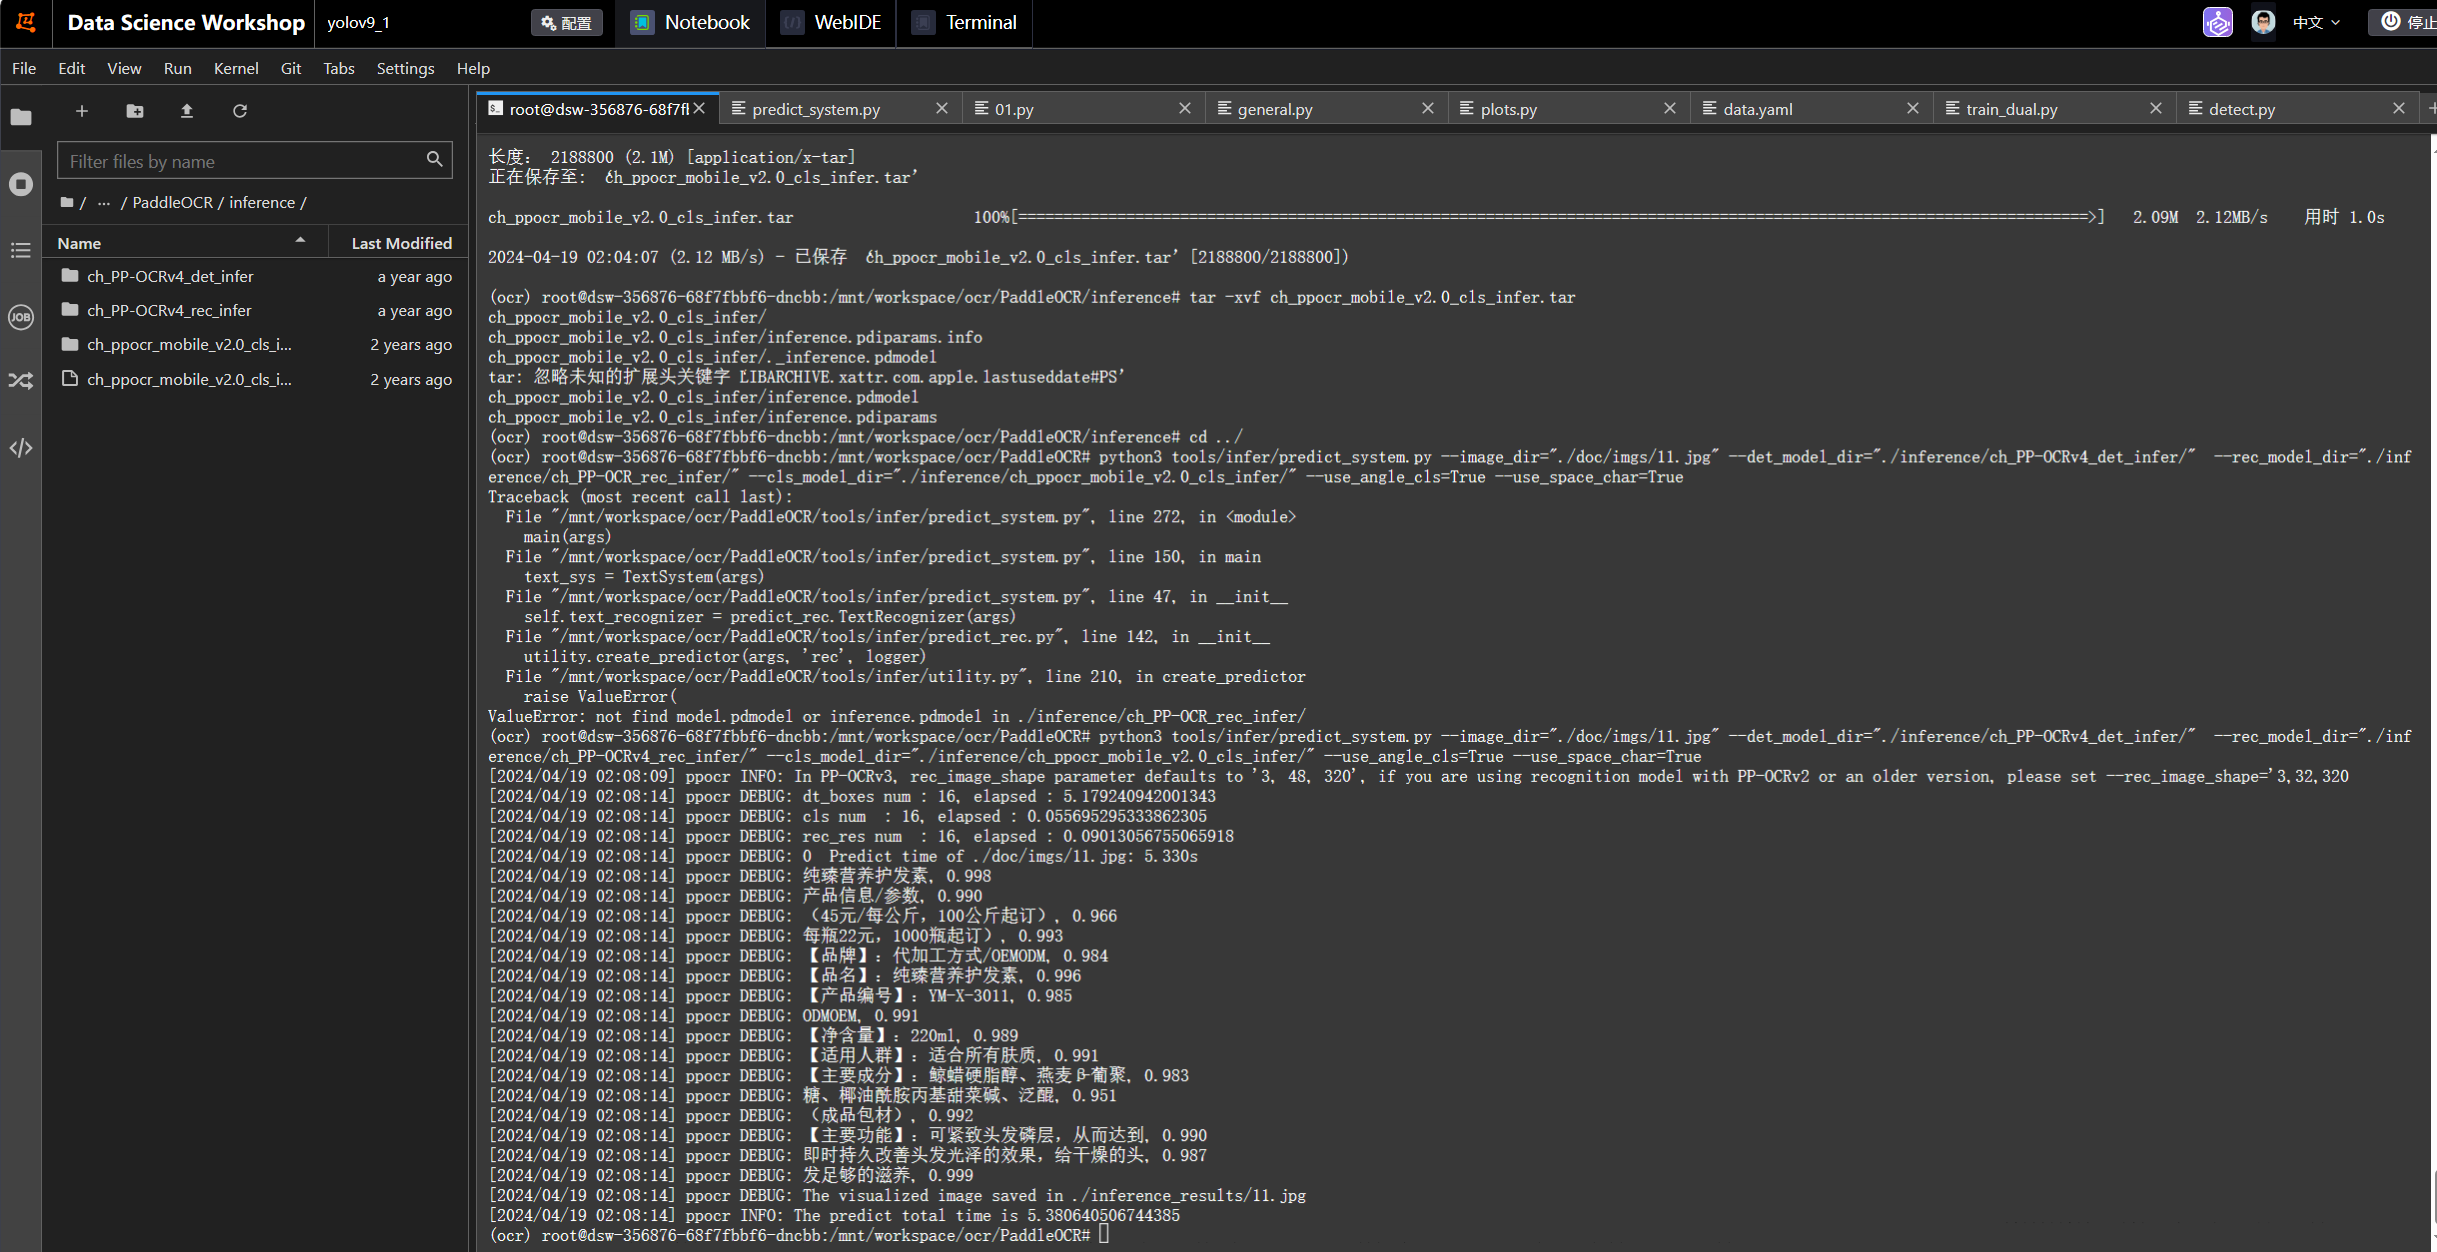 Data Science Workshop
yolov9_1
配置
Notebook
WebIDE
Terminal
中文
停止
File Edit View Run Kernel Git Tabs Settings Help
root@dsw-356876-68f7fl
predict_system.py
01.py
general.py
plots.py
data.yaml
train_dual.py
detect.py
Filter files by name
/ ··· / PaddleOCR / inference /
Name Last Modified
ch_PP-OCRv4_det_infer a year ago
ch_PP-OCRv4_rec_infer a year ago
ch_ppocr_mobile_v2.0_cls_i... 2 years ago
ch_ppocr_mobile_v2.0_cls_i... 2 years ago
JOB
长度： 2188800 (2.1M) [application/x-tar]
正在保存至: “ch_ppocr_mobile_v2.0_cls_infer.tar”
ch_ppocr_mobile_v2.0_cls_infer.tar 100%[=======================================================================================================================>] 2.09M 2.12MB/s 用时 1.0s
2024-04-19 02:04:07 (2.12 MB/s) - 已保存 “ch_ppocr_mobile_v2.0_cls_infer.tar” [2188800/2188800])
(ocr) root@dsw-356876-68f7fbbf6-dncbb:/mnt/workspace/ocr/PaddleOCR/inference# tar -xvf ch_ppocr_mobile_v2.0_cls_infer.tar
ch_ppocr_mobile_v2.0_cls_infer/
ch_ppocr_mobile_v2.0_cls_infer/inference.pdiparams.info
ch_ppocr_mobile_v2.0_cls_infer/._inference.pdmodel
tar: 忽略未知的扩展头关键字“LIBARCHIVE.xattr.com.apple.lastuseddate#PS”
ch_ppocr_mobile_v2.0_cls_infer/inference.pdmodel
ch_ppocr_mobile_v2.0_cls_infer/inference.pdiparams
(ocr) root@dsw-356876-68f7fbbf6-dncbb:/mnt/workspace/ocr/PaddleOCR/inference# cd ../
(ocr) root@dsw-356876-68f7fbbf6-dncbb:/mnt/workspace/ocr/PaddleOCR# python3 tools/infer/predict_system.py --image_dir="./doc/imgs/11.jpg" --det_model_dir="./inference/ch_PP-OCRv4_det_infer/" --rec_model_dir="./inf
erence/ch_PP-OCR_rec_infer/" --cls_model_dir="./inference/ch_ppocr_mobile_v2.0_cls_infer/" --use_angle_cls=True --use_space_char=True
Traceback (most recent call last):
File "/mnt/workspace/ocr/PaddleOCR/tools/infer/predict_system.py", line 272, in <module>
main(args)
File "/mnt/workspace/ocr/PaddleOCR/tools/infer/predict_system.py", line 150, in main
text_sys = TextSystem(args)
File "/mnt/workspace/ocr/PaddleOCR/tools/infer/predict_system.py", line 47, in __init__
self.text_recognizer = predict_rec.TextRecognizer(args)
File "/mnt/workspace/ocr/PaddleOCR/tools/infer/predict_rec.py", line 142, in __init__
utility.create_predictor(args, 'rec', logger)
File "/mnt/workspace/ocr/PaddleOCR/tools/infer/utility.py", line 210, in create_predictor
raise ValueError(
ValueError: not find model.pdmodel or inference.pdmodel in ./inference/ch_PP-OCR_rec_infer/
(ocr) root@dsw-356876-68f7fbbf6-dncbb:/mnt/workspace/ocr/PaddleOCR# python3 tools/infer/predict_system.py --image_dir="./doc/imgs/11.jpg" --det_model_dir="./inference/ch_PP-OCRv4_det_infer/" --rec_model_dir="./inf
erence/ch_PP-OCRv4_rec_infer/" --cls_model_dir="./inference/ch_ppocr_mobile_v2.0_cls_infer/" --use_angle_cls=True --use_space_char=True
[2024/04/19 02:08:09] ppocr INFO: In PP-OCRv3, rec_image_shape parameter defaults to '3, 48, 320', if you are using recognition model with PP-OCRv2 or an older version, please set --rec_image_shape='3,32,320
[2024/04/19 02:08:14] ppocr DEBUG: dt_boxes num : 16, elapsed : 5.179240942001343
[2024/04/19 02:08:14] ppocr DEBUG: cls num : 16, elapsed : 0.055695295333862305
[2024/04/19 02:08:14] ppocr DEBUG: rec_res num : 16, elapsed : 0.09013056755065918
[2024/04/19 02:08:14] ppocr DEBUG: 0 Predict time of ./doc/imgs/11.jpg: 5.330s
[2024/04/19 02:08:14] ppocr DEBUG: 纯臻营养护发素, 0.998
[2024/04/19 02:08:14] ppocr DEBUG: 产品信息/参数, 0.990
[2024/04/19 02:08:14] ppocr DEBUG: （45元/每公斤，100公斤起订）, 0.966
[2024/04/19 02:08:14] ppocr DEBUG: 每瓶22元，1000瓶起订）, 0.993
[2024/04/19 02:08:14] ppocr DEBUG: 【品牌】：代加工方式/OEMODM, 0.984
[2024/04/19 02:08:14] ppocr DEBUG: 【品名】：纯臻营养护发素, 0.996
[2024/04/19 02:08:14] ppocr DEBUG: 【产品编号】：YM-X-3011, 0.985
[2024/04/19 02:08:14] ppocr DEBUG: ODMOEM, 0.991
[2024/04/19 02:08:14] ppocr DEBUG: 【净含量】：220ml, 0.989
[2024/04/19 02:08:14] ppocr DEBUG: 【适用人群】：适合所有肤质, 0.991
[2024/04/19 02:08:14] ppocr DEBUG: 【主要成分】：鲸蜡硬脂醇、燕麦β-葡聚, 0.983
[2024/04/19 02:08:14] ppocr DEBUG: 糖、椰油酰胺丙基甜菜碱、泛醌, 0.951
[2024/04/19 02:08:14] ppocr DEBUG: （成品包材）, 0.992
[2024/04/19 02:08:14] ppocr DEBUG: 【主要功能】：可紧致头发磷层，从而达到, 0.990
[2024/04/19 02:08:14] ppocr DEBUG: 即时持久改善头发光泽的效果，给干燥的头, 0.987
[2024/04/19 02:08:14] ppocr DEBUG: 发足够的滋养, 0.999
[2024/04/19 02:08:14] ppocr DEBUG: The visualized image saved in ./inference_results/11.jpg
[2024/04/19 02:08:14] ppocr INFO: The predict total time is 5.380640506744385
(ocr) root@dsw-356876-68f7fbbf6-dncbb:/mnt/workspace/ocr/PaddleOCR#